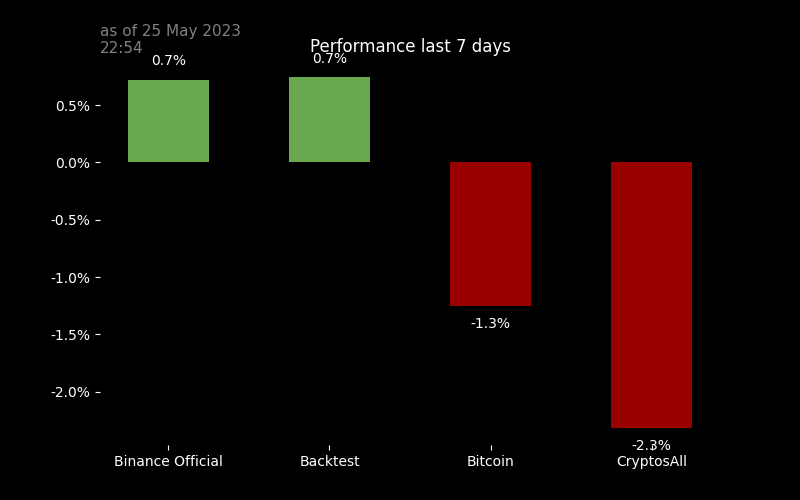 as of 25 May 2023
22:54
Performance last 7 days
0.7%
0.7%
0.5%
0.0%
-0.5%
-1.0%
-1.3%
-1.5%
-2.0%
-2.3%
Binance Official
Backtest
Bitcoin
CryptosAll